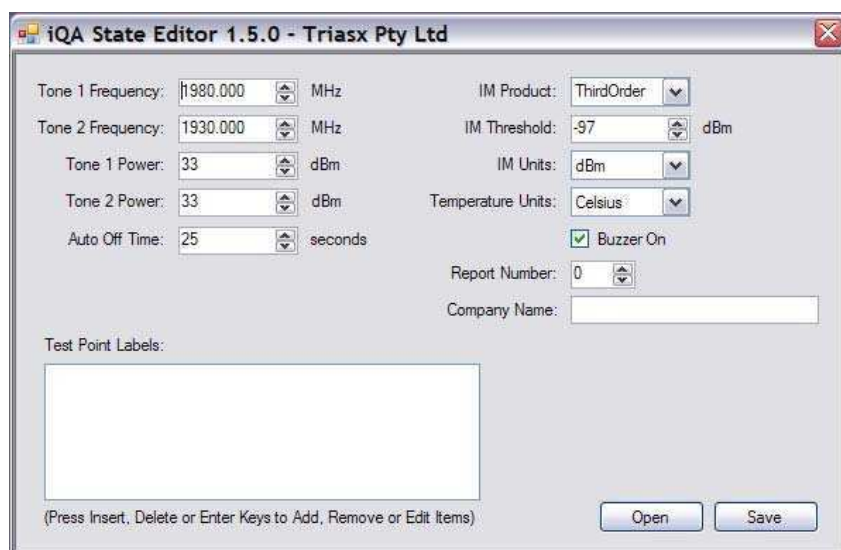 iQA State Editor 1.5.0 - Triasx Pty Ltd
Tone 1 Frequency: 1980.000 MHz
Tone 2 Frequency: 1930.000 MHz
Tone 1 Power: 33 dBm
Tone 2 Power: 33 dBm
Auto Off Time: 25 seconds
IM Product: ThirdOrder
IM Threshold: -97 dBm
IM Units: dBm
Temperature Units: Celsius
Buzzer On
Report Number: 0
Company Name:
Test Point Labels:
(Press Insert, Delete or Enter Keys to Add, Remove or Edit Items)
Open
Save